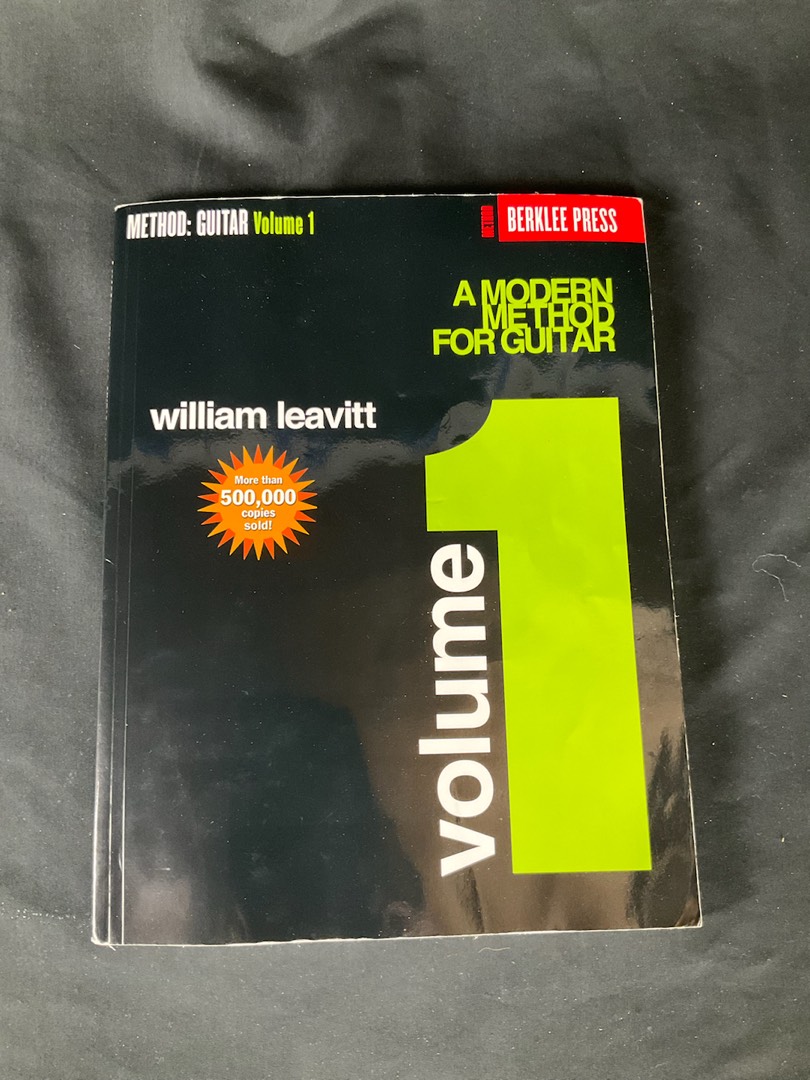 METHOD: GUITAR Volume 1
METHOD
BERKLEE PRESS
A MODERN
METHOD
FOR GUITAR
william leavitt
More than
500,000
copies
sold!
volume
1